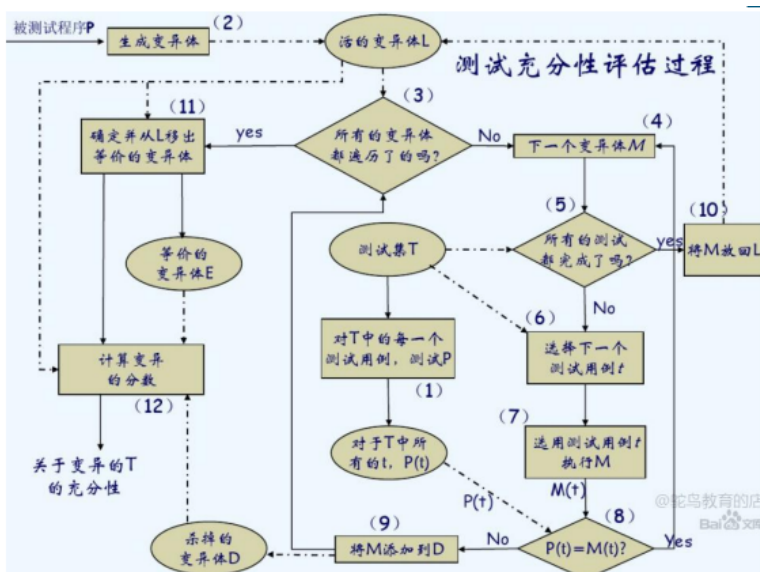 被测试程序P
生成变异体
(2)
活的变异体L
测试充分性评估过程
(3)
(11)
确定并从L移出
等价的变异体
yes
所有的变异体
都遍历了的吗?
No
(4)
下一个变异体M
(5)
(10)
测试集T
所有的测试
都完成了吗?
yes
将M放回L
等价的
变异体E
No
(6)
对T中的每一个
测试用例，测试P
选择下一个
测试用例t
计算变异
的分数
(1)
(12)
(7)
对于T中所
有的t，P(t)
选用测试用例t
执行M
关于变异的T
的充分性
P(t)
M(t)
@鸵鸟教育的店
(9)
(8)
Bai 文库
杀掉的
变异体D
将M添加到D
No
P(t)=M(t)?
Yes